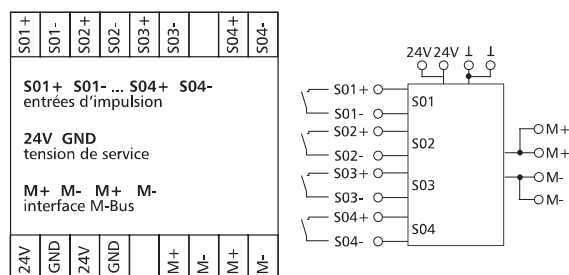 S01+ S01- S02+ S02- S03+ S03- S04+ S04-
S01+ S01- ... S04+ S04-
entrées d'impulsion
24V GND
tension de service
M+ M- M+ M-
interface M-Bus
24V GND 24V GND M+ M- M+ M-
24V 24V ⊥ ⊥
S01+
S01
S01-
S02+
S02
S02-
S03+
S03
S03-
S04+
S04
S04-
M+
M+
M-
M-